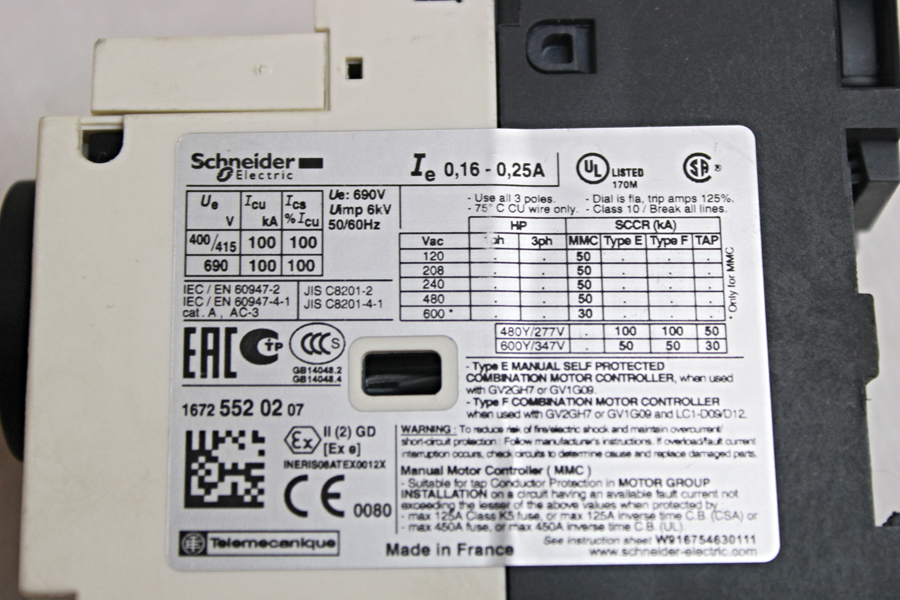 Schneider
Electric
Ie 0,16 - 0,25A
UL LISTED
170M
SA ®
Ue V Icu kA Ics % Icu
400/415 100 100
690 100 100
Ue: 690V
Uimp 6kV
50/60Hz
- Use all 3 poles. - Dial is fla, trip amps 125%.
- 75° C CU wire only. - Class 10 / Break all lines.
HP SCCR (kA)
Vac ph 3ph MMC Type E Type F TAP
120 . . 50 . . .
208 . . 50 . . .
240 . . 50 . . .
480 . . 50 . . .
600 * . . 30 . . .
* Only for MMC
480Y/277V . 100 100 50
600Y/347V . 50 50 30
IEC / EN 60947-2
IEC / EN 60947-4-1
cat. A , AC-3
JIS C8201-2
JIS C8201-4-1
EAC TP CCC S
GB14048.2
GB14048.4
- Type E MANUAL SELF PROTECTED
COMBINATION MOTOR CONTROLLER, when used
with GV2GH7 or GV1G09.
- Type F COMBINATION MOTOR CONTROLLER
when used with GV2GH7 or GV1G09 and LC1-D09/D12.
1672 552 02 07
Ex II (2) GD
[Ex e]
INERIS08ATEX0012X
CE 0080
WARNING : To reduce risk of fire/electric shock and maintain overcurrent/
short-circuit protection : Follow manufacturer's instructions. If overload/fault current
interruption occurs, check circuits to determine cause and replace damaged parts.
Manual Motor Controller ( MMC )
- Suitable for tap Conductor Protection in MOTOR GROUP
INSTALLATION on a circuit having an available fault current not
exceeding the lesser of the above values when protected by
- max 125A Class K5 fuse, or max 125A inverse time C.B. (CSA) or
- max 450A fuse, or max 450A inverse time C.B. (UL).
See instruction sheet W916754630111
Telemecanique
Made in France
www.schneider-electric.com